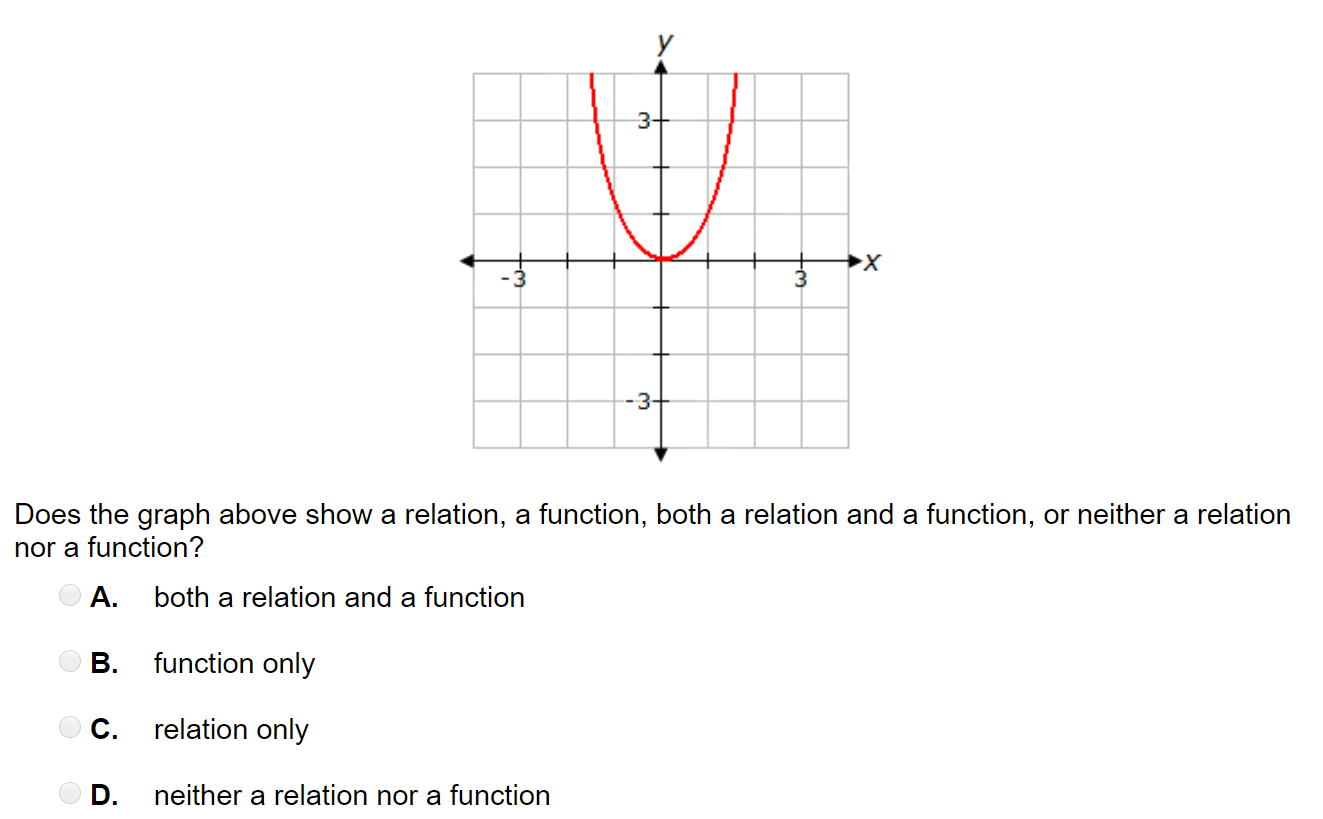 y
3
-3
3
x
-3
Does the graph above show a relation, a function, both a relation and a function, or neither a relation
nor a function?
A. both a relation and a function
B. function only
C. relation only
D. neither a relation nor a function